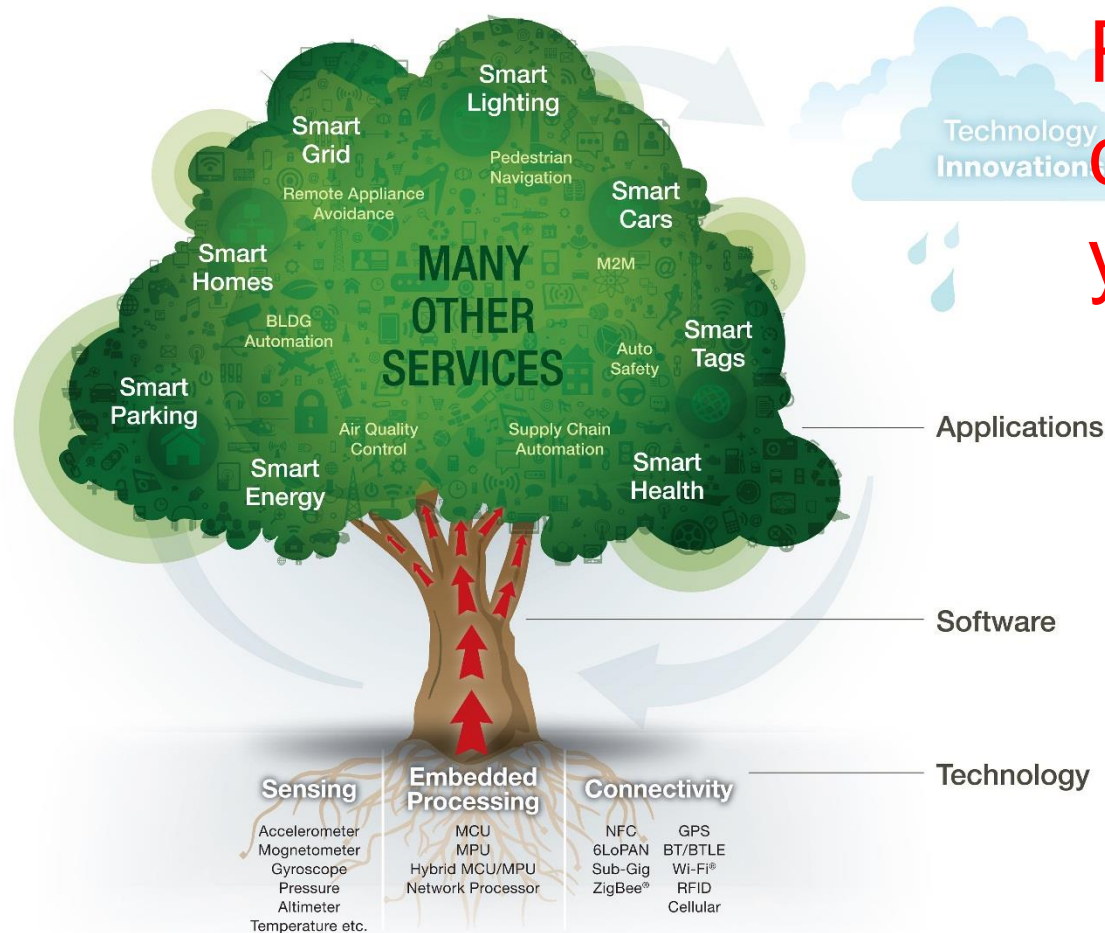 Smart
Lighting
Smart
Grid
Pedestrian
Navigation
Technology
Innovation
Remote Appliance
Avoidance
Smart
Cars
Smart
Homes
MANY
OTHER
SERVICES
M2M
BLDG
Automation
Smart
Tags
Auto
Safety
Smart
Parking
Air Quality
Control
Supply Chain
Automation
Applications
Smart
Energy
Smart
Health
Software
Technology
Sensing
Accelerometer
Mognetometer
Gyroscope
Pressure
Altimeter
Temperature etc.
Embedded
Processing
MCU
MPU
Hybrid MCU/MPU
Network Processor
Connectivity
NFC GPS
6LoPAN BT/BTLE
Sub-Gig Wi-Fi®
ZigBee® RFID
Cellular